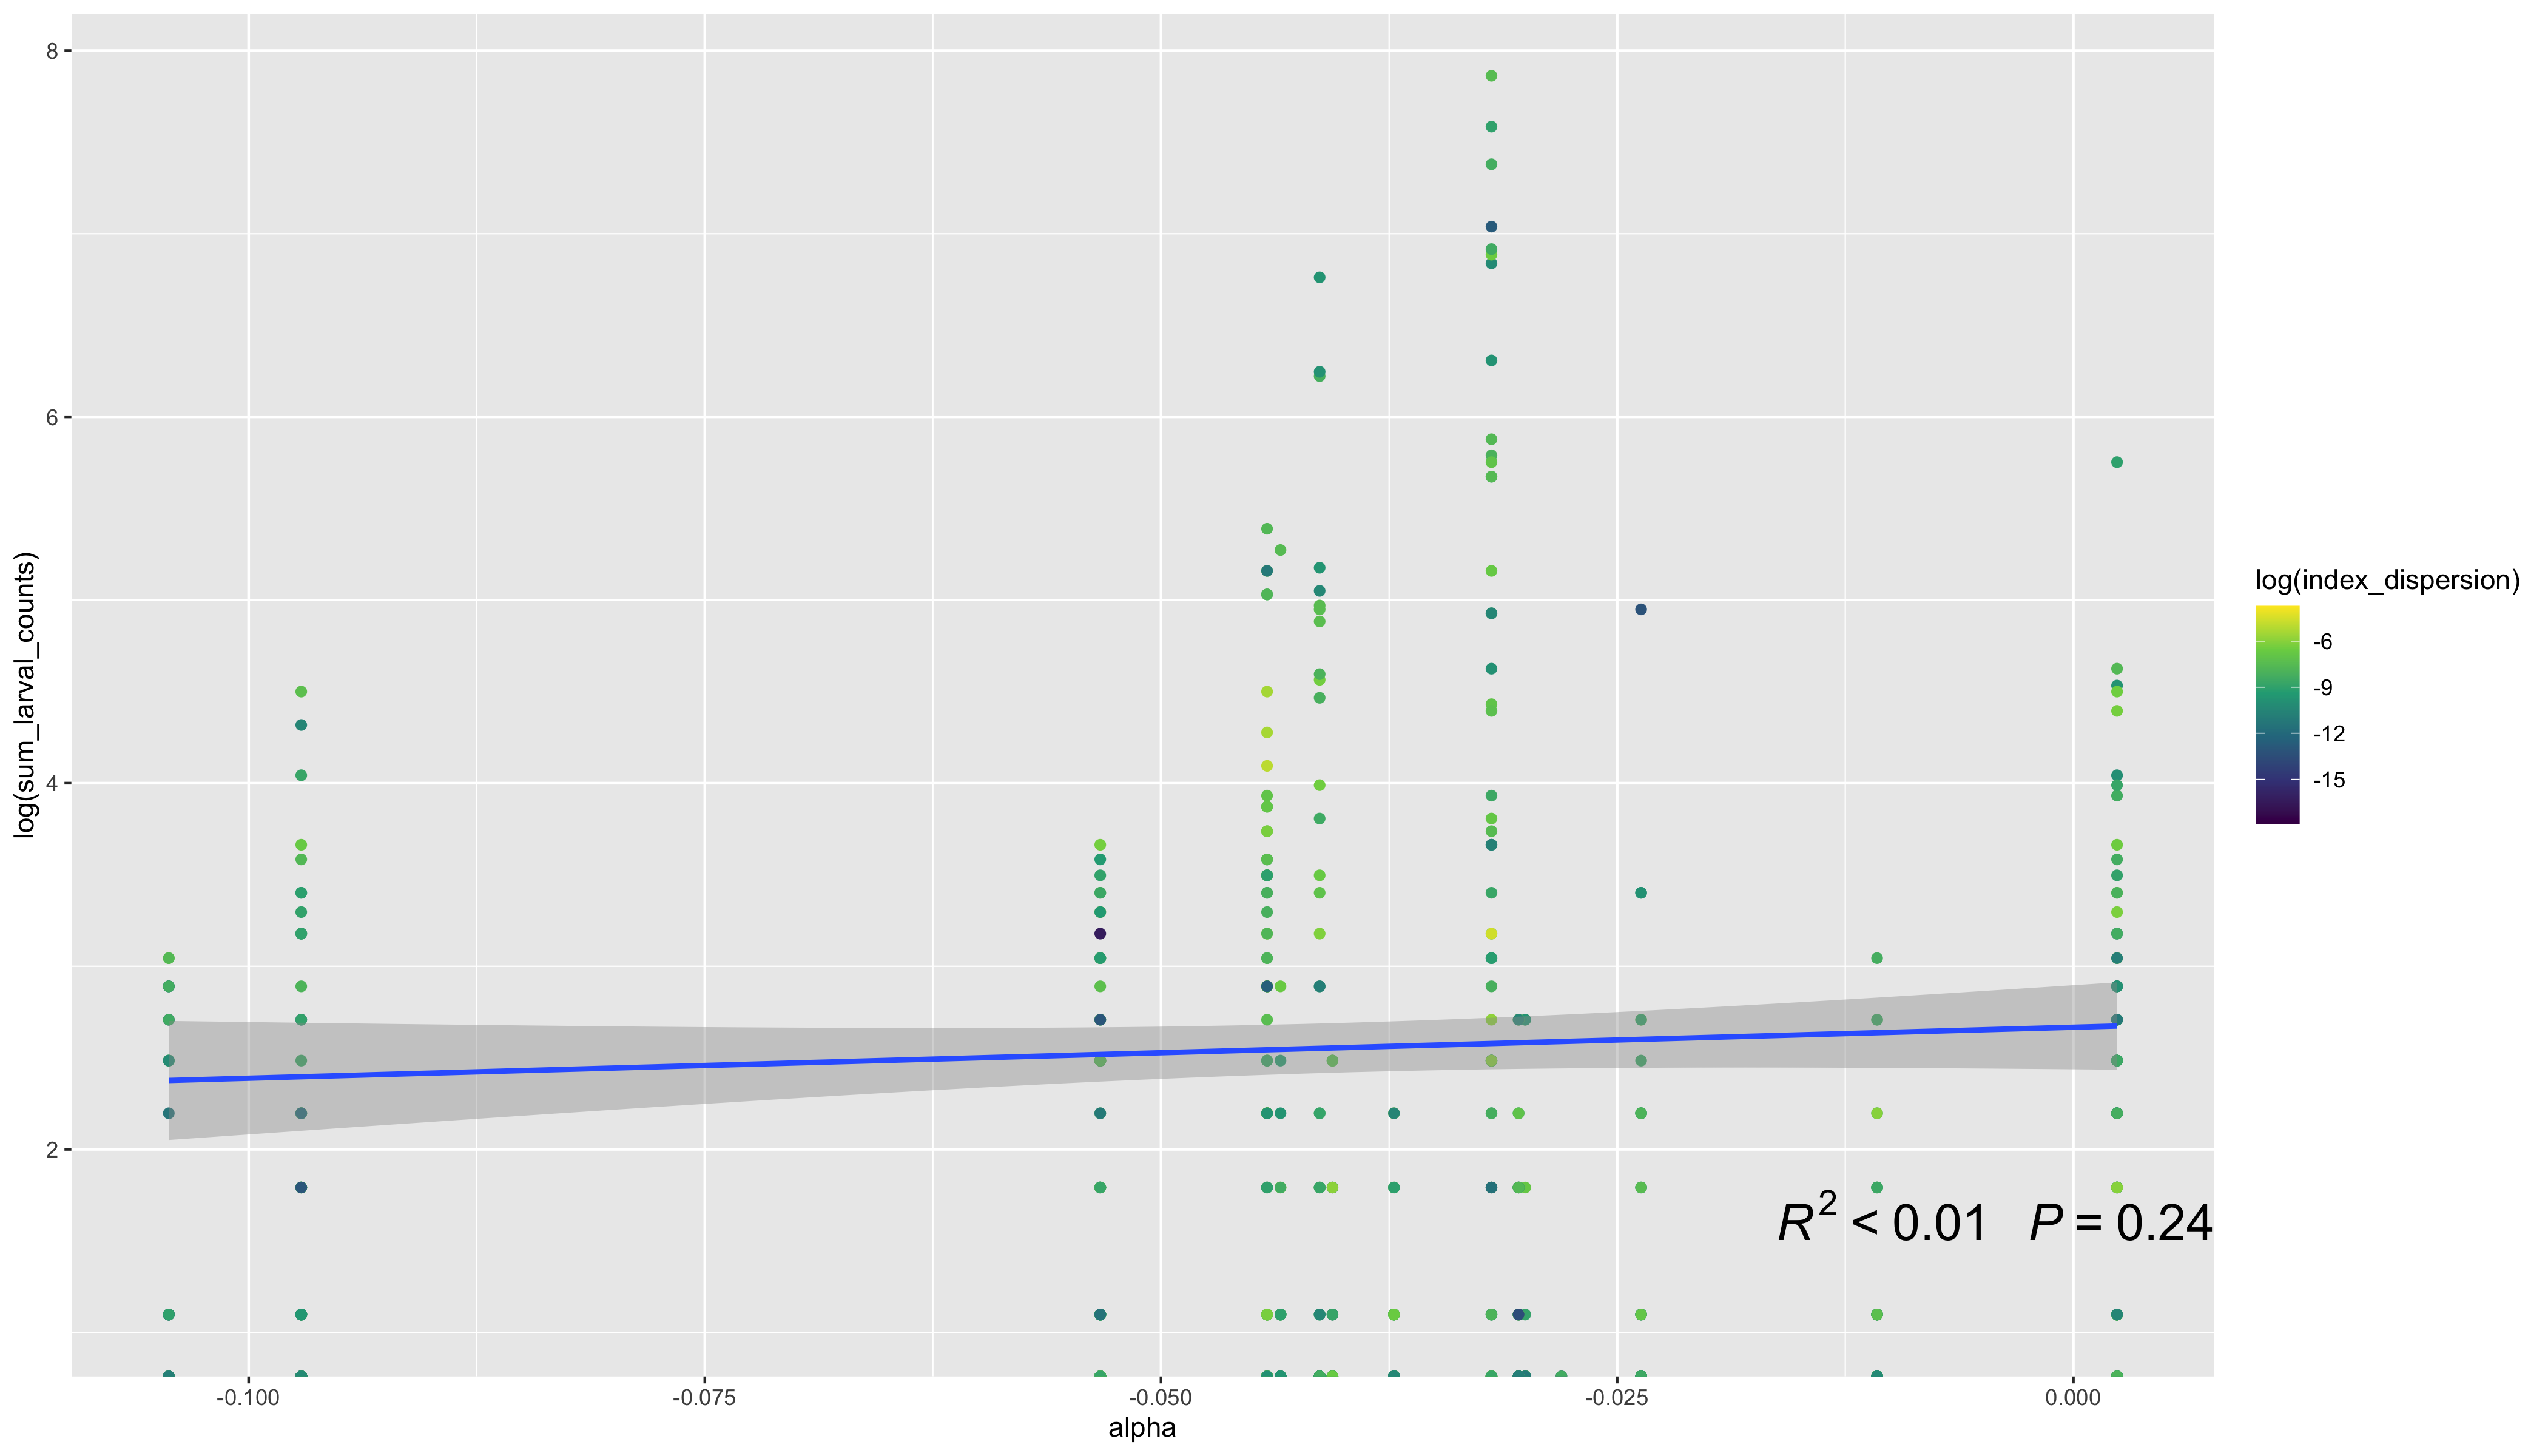 8
6
4
2
log(sum_larval_counts)
-0.100 -0.075 -0.050 -0.025 0.000
alpha
R² < 0.01 P = 0.24
log(index_dispersion)
-6
-9
-12
-15